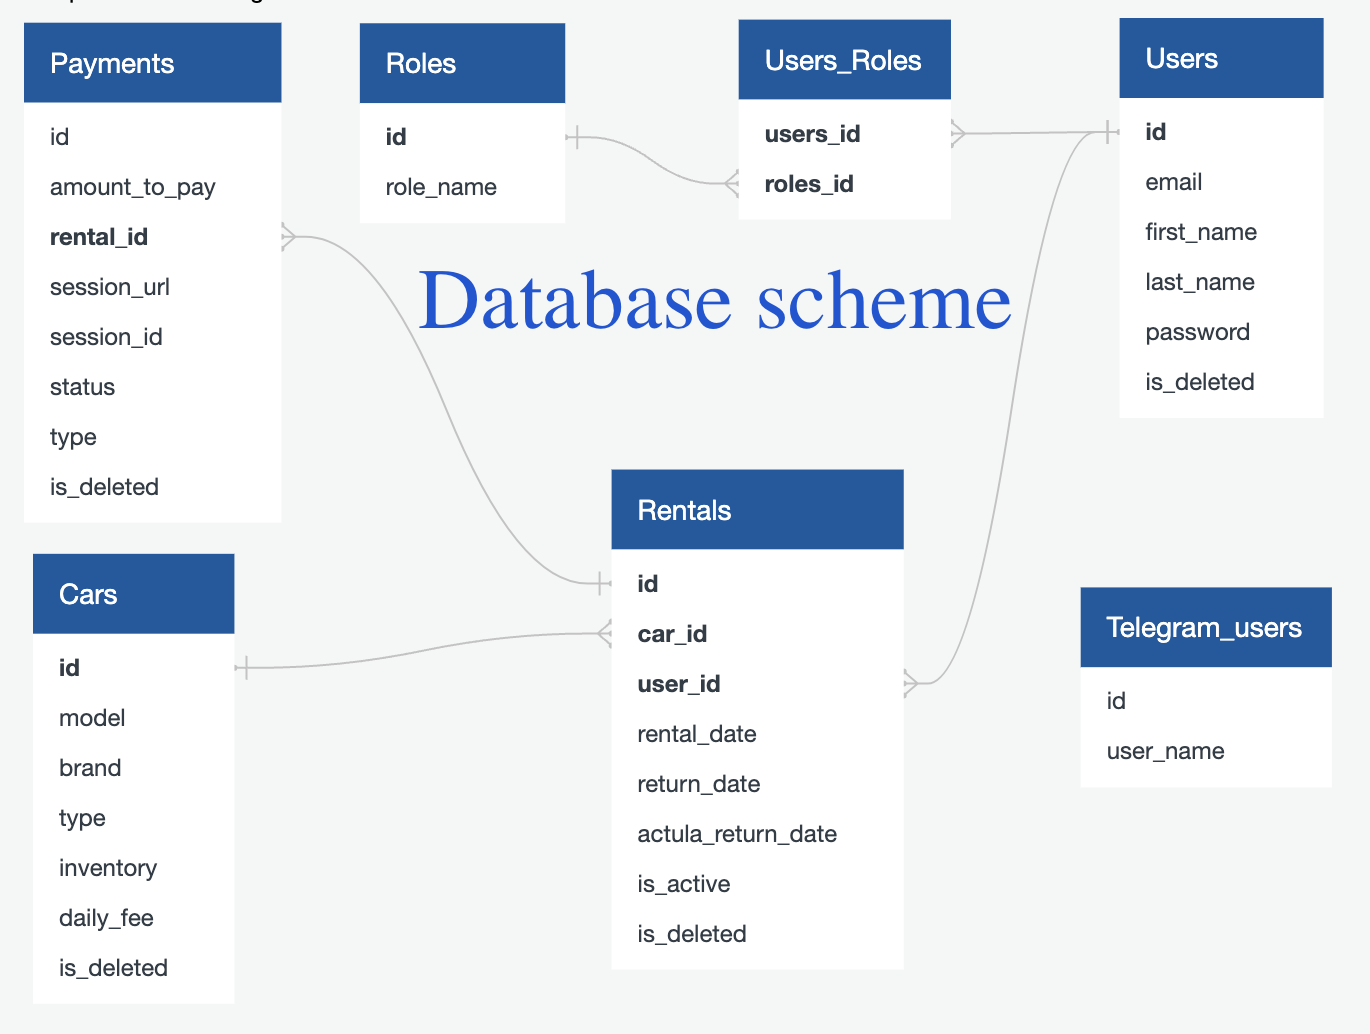 Payments
id
amount_to_pay
rental_id
session_url
session_id
status
type
is_deleted
Roles
id
role_name
Users_Roles
users_id
roles_id
Users
id
email
first_name
last_name
password
is_deleted
Database scheme
Cars
id
model
brand
type
inventory
daily_fee
is_deleted
Rentals
id
car_id
user_id
rental_date
return_date
actula_return_date
is_active
is_deleted
Telegram_users
id
user_name